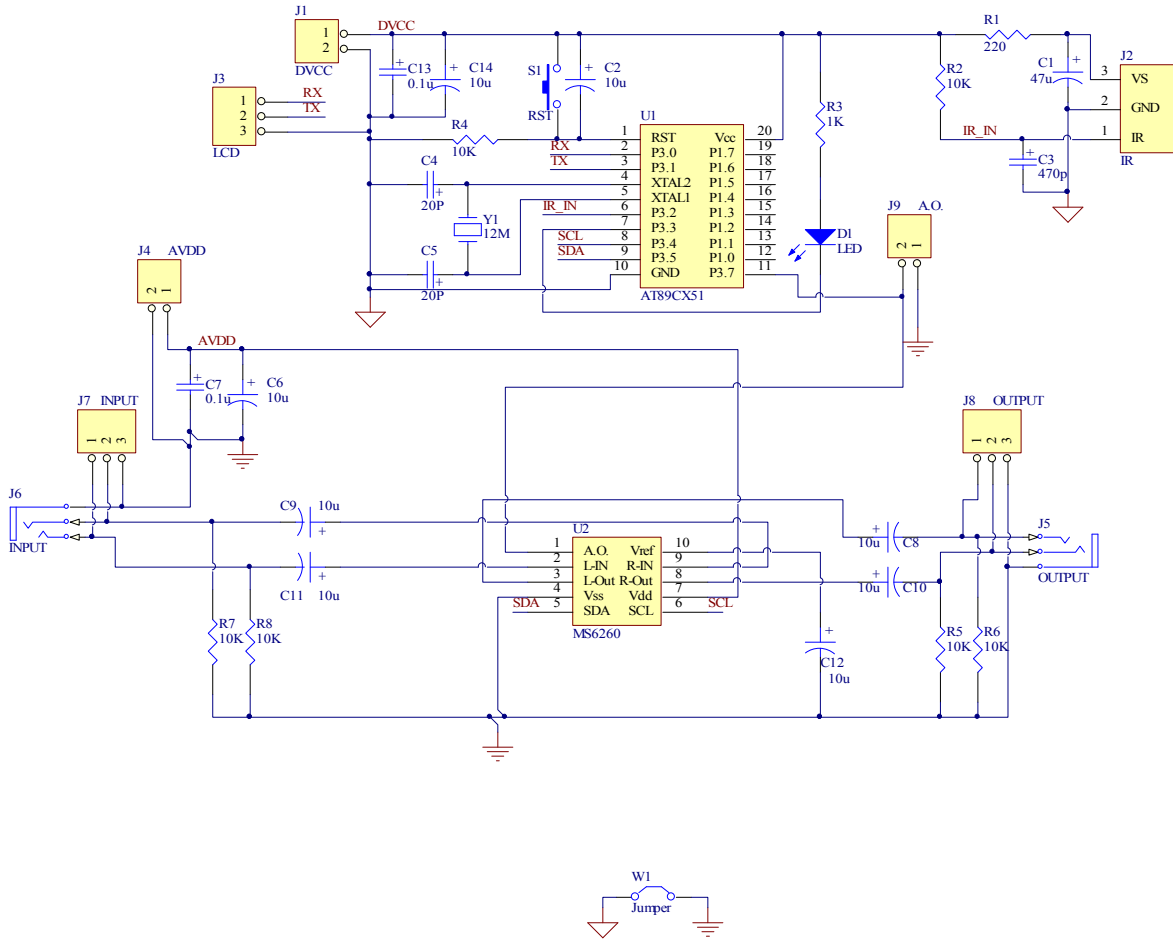 J1
1
2
DVCC
DVCC
J3
1
2
3
RX
TX
LCD
C13
0.1u
C14
10u
S1
RST
C2
10u
R1
220
C1
47u
J2
3 VS
2 GND
1 IR
IR
R2
10K
R3
1K
IR_IN
C3
470p
R4
10K
U1
1 RST Vcc 20
2 P3.0 P1.7 19
3 P3.1 P1.6 18
4 XTAL2 P1.5 17
5 XTAL1 P1.4 16
6 P3.2 P1.3 15
7 P3.3 P1.2 14
8 P3.4 P1.1 13
9 P3.5 P1.0 12
10 GND P3.7 11
AT89CX51
RX
TX
IR_IN
SCL
SDA
C4
20P
Y1
12M
C5
20P
D1
LED
J9 A.O.
2 1
J4 AVDD
2 1
AVDD
C7
0.1u
C6
10u
J7 INPUT
1 2 3
J6
INPUT
C9
10u
C11
10u
R7
10K
R8
10K
U2
1 A.O. Vref 10
2 L-IN R-IN 9
3 L-Out R-Out 8
4 Vss Vdd 7
5 SDA SCL 6
MS6260
SDA
SCL
C12
10u
J8 OUTPUT
1 2 3
10u
C8
10u
C10
J5
OUTPUT
R5
10K
R6
10K
W1
Jumper